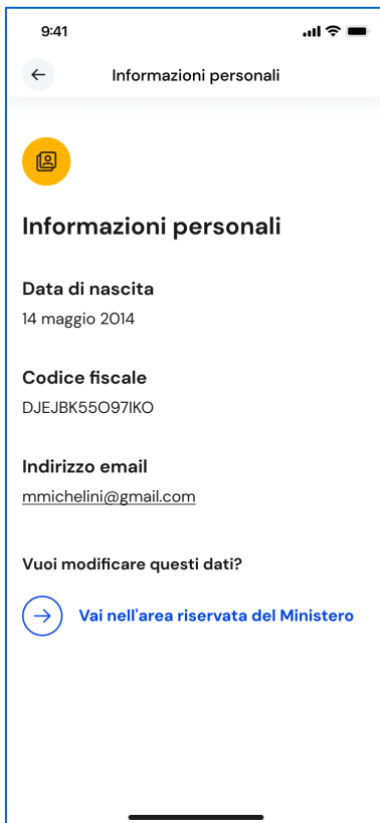 9:41
Informazioni personali
Informazioni personali
Data di nascita
14 maggio 2014
Codice fiscale
DJEJBK55O97IKO
Indirizzo email
mmichelini@gmail.com
Vuoi modificare questi dati?
Vai nell'area riservata del Ministero